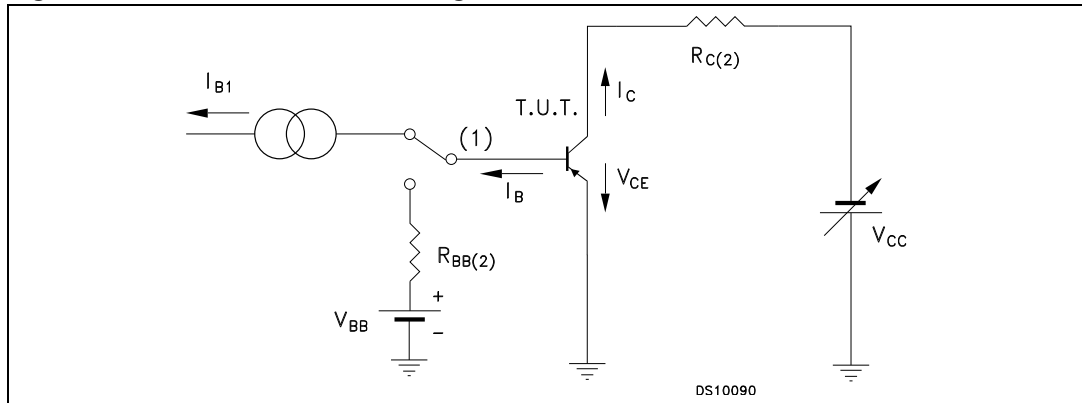 R_C(2)
I_B1
I_C
T.U.T.
(1)
V_CE
I_B
V_CC
R_BB(2)
+
V_BB
−
DS10090